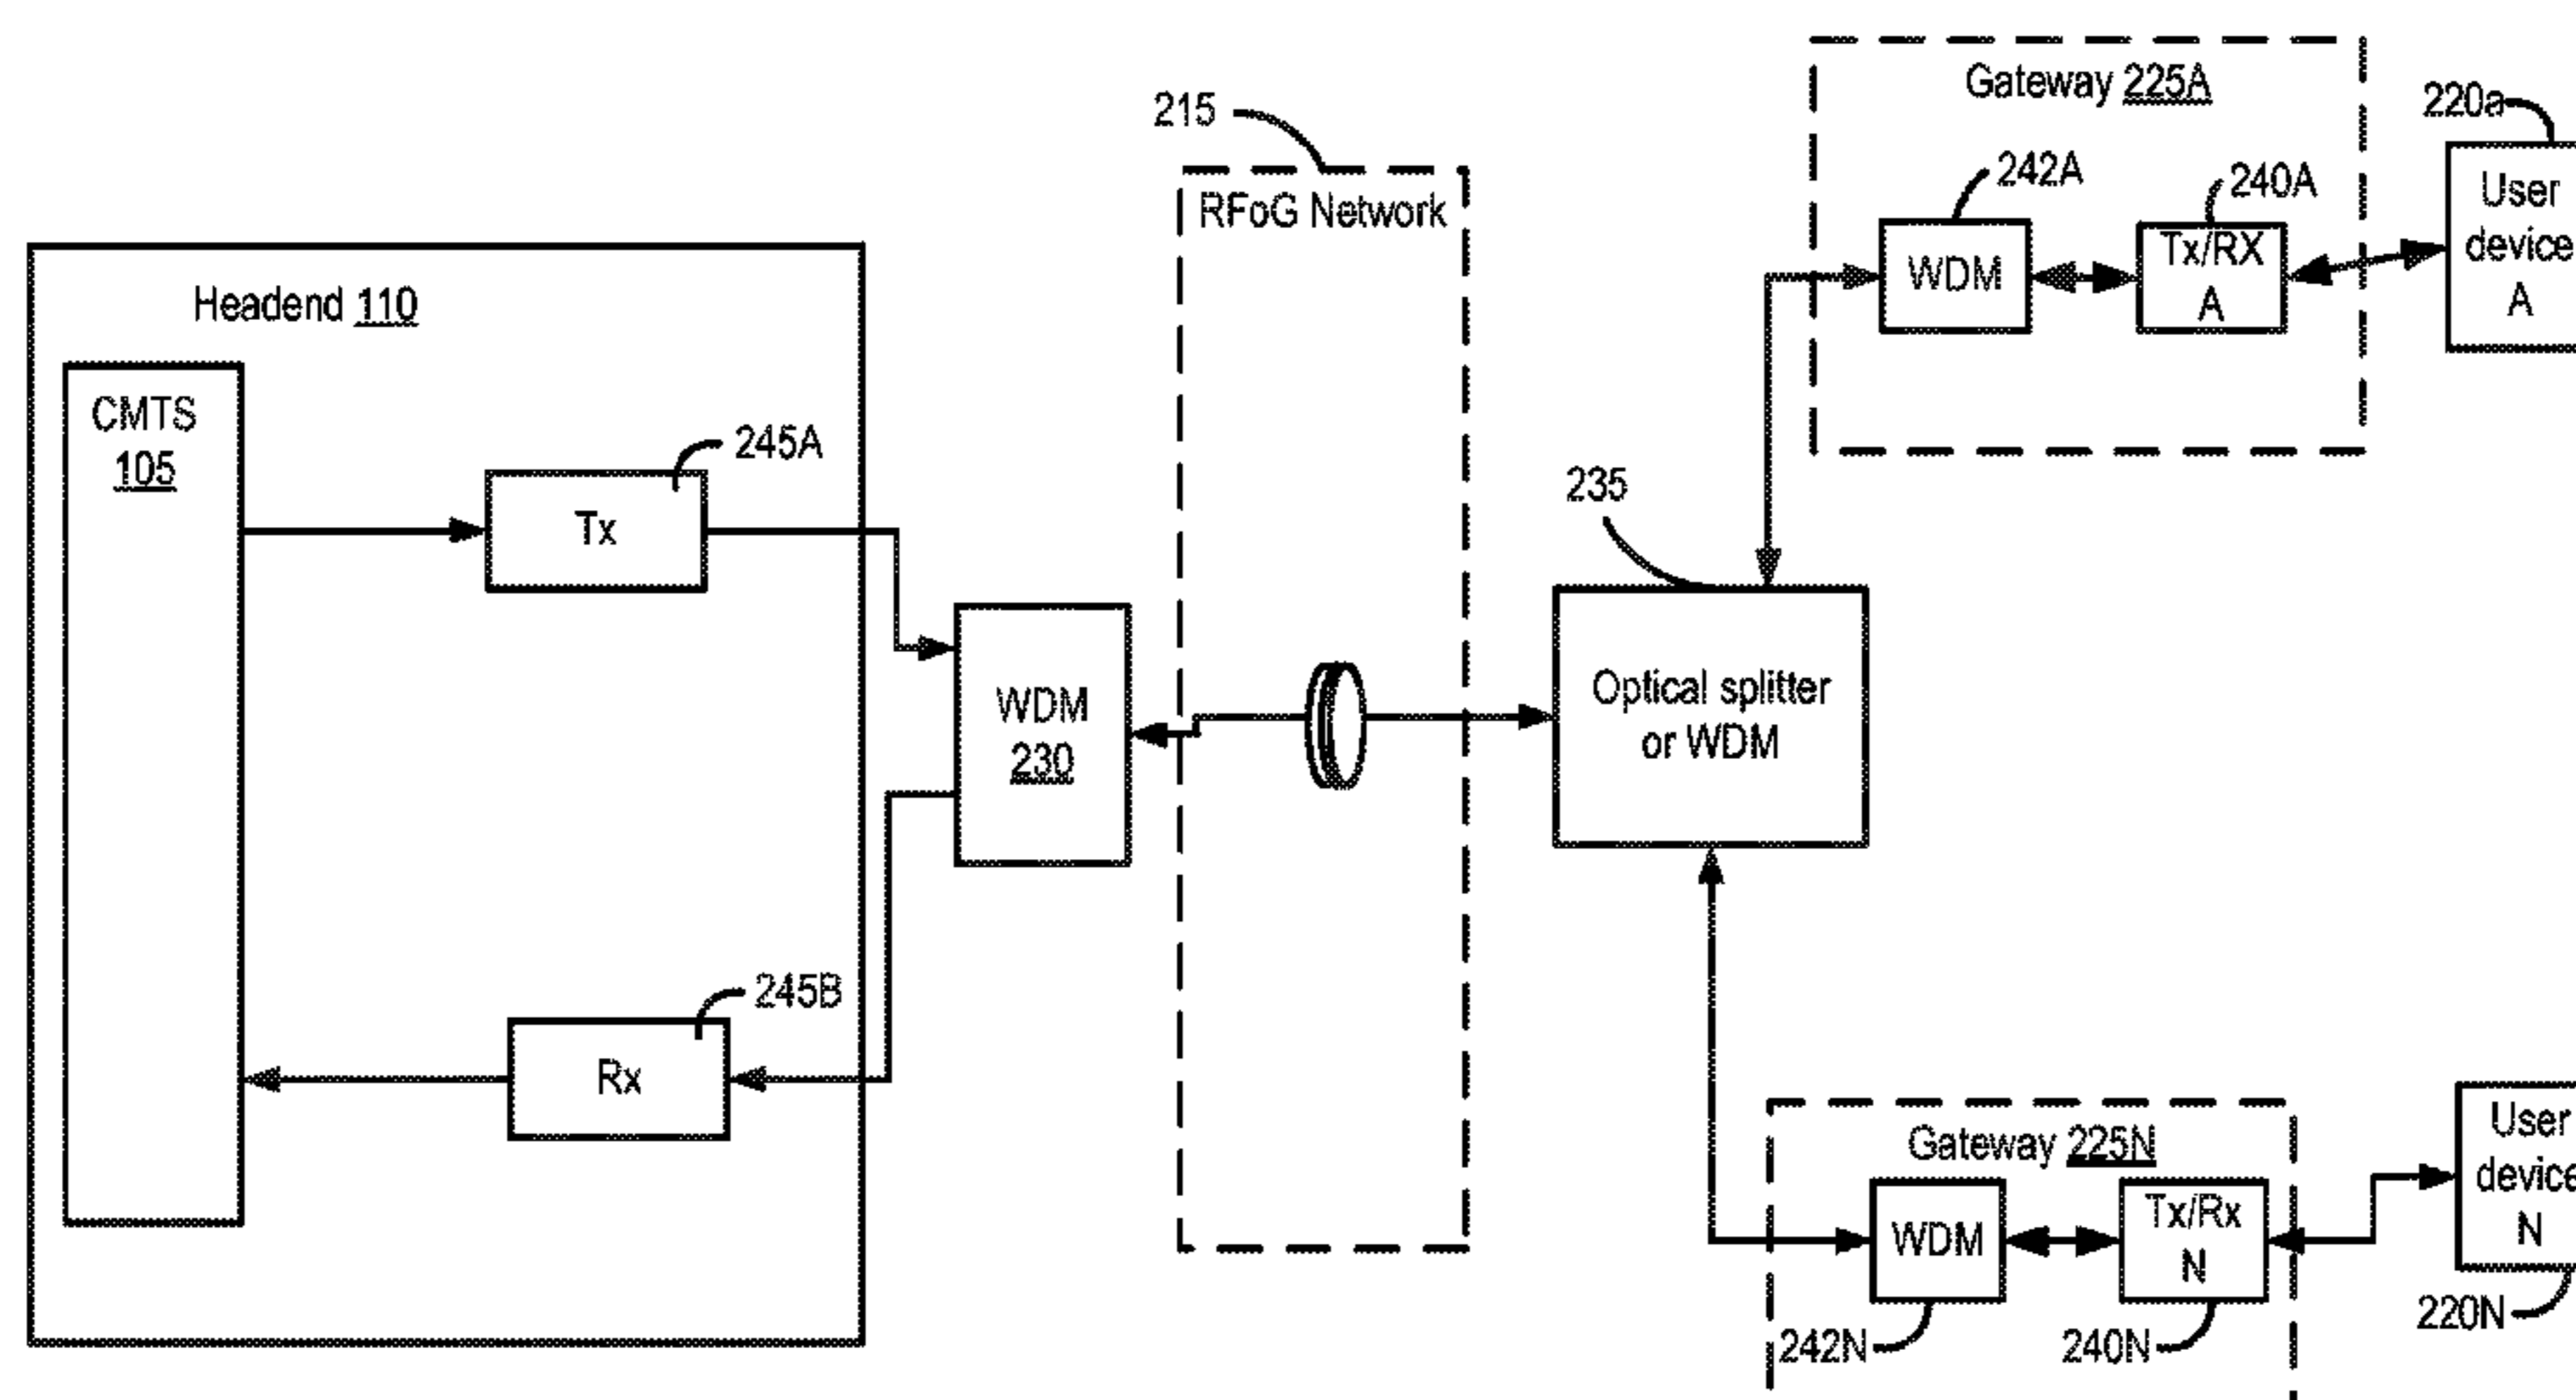 Headend 110
CMTS
105
245A
Tx
245B
Rx
WDM
230
215
RFoG Network
235
Optical splitter
or WDM
Gateway 225A
242A
WDM
240A
Tx/RX
A
220a
User
device
A
Gateway 225N
WDM
242N
Tx/Rx
N
240N
User
device
N
220N